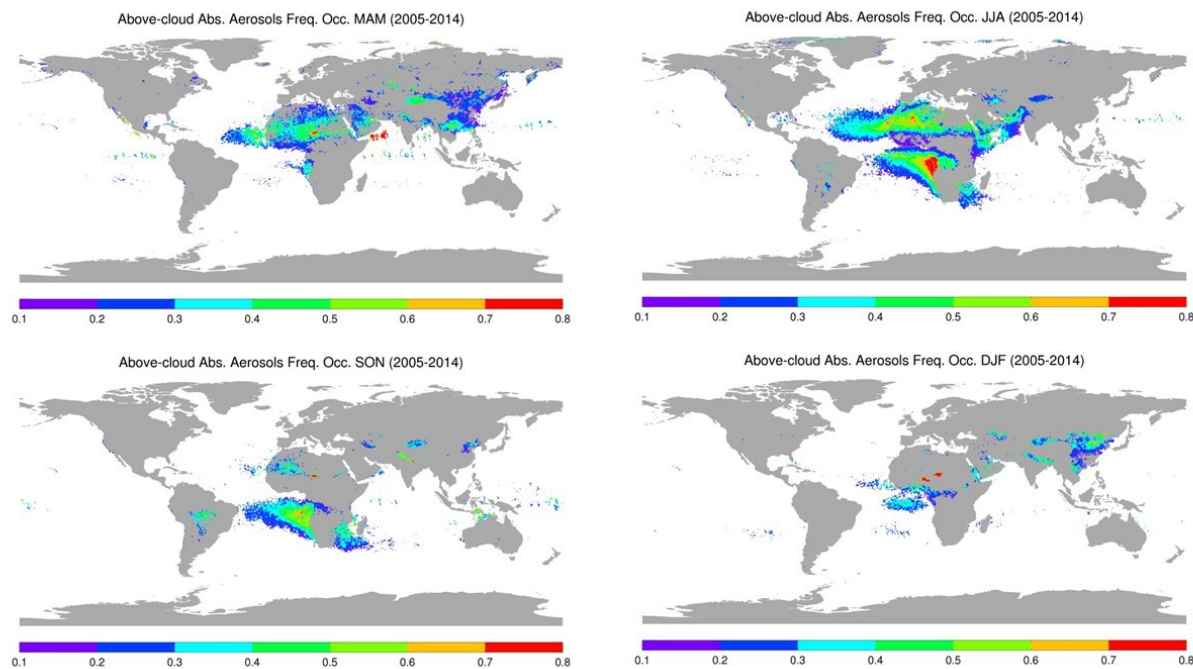 Above-cloud Abs. Aerosols Freq. Occ. MAM (2005-2014)
0.1 0.2 0.3 0.4 0.5 0.6 0.7 0.8
Above-cloud Abs. Aerosols Freq. Occ. JJA (2005-2014)
0.1 0.2 0.3 0.4 0.5 0.6 0.7 0.8
Above-cloud Abs. Aerosols Freq. Occ. SON (2005-2014)
0.1 0.2 0.3 0.4 0.5 0.6 0.7 0.8
Above-cloud Abs. Aerosols Freq. Occ. DJF (2005-2014)
0.1 0.2 0.3 0.4 0.5 0.6 0.7 0.8